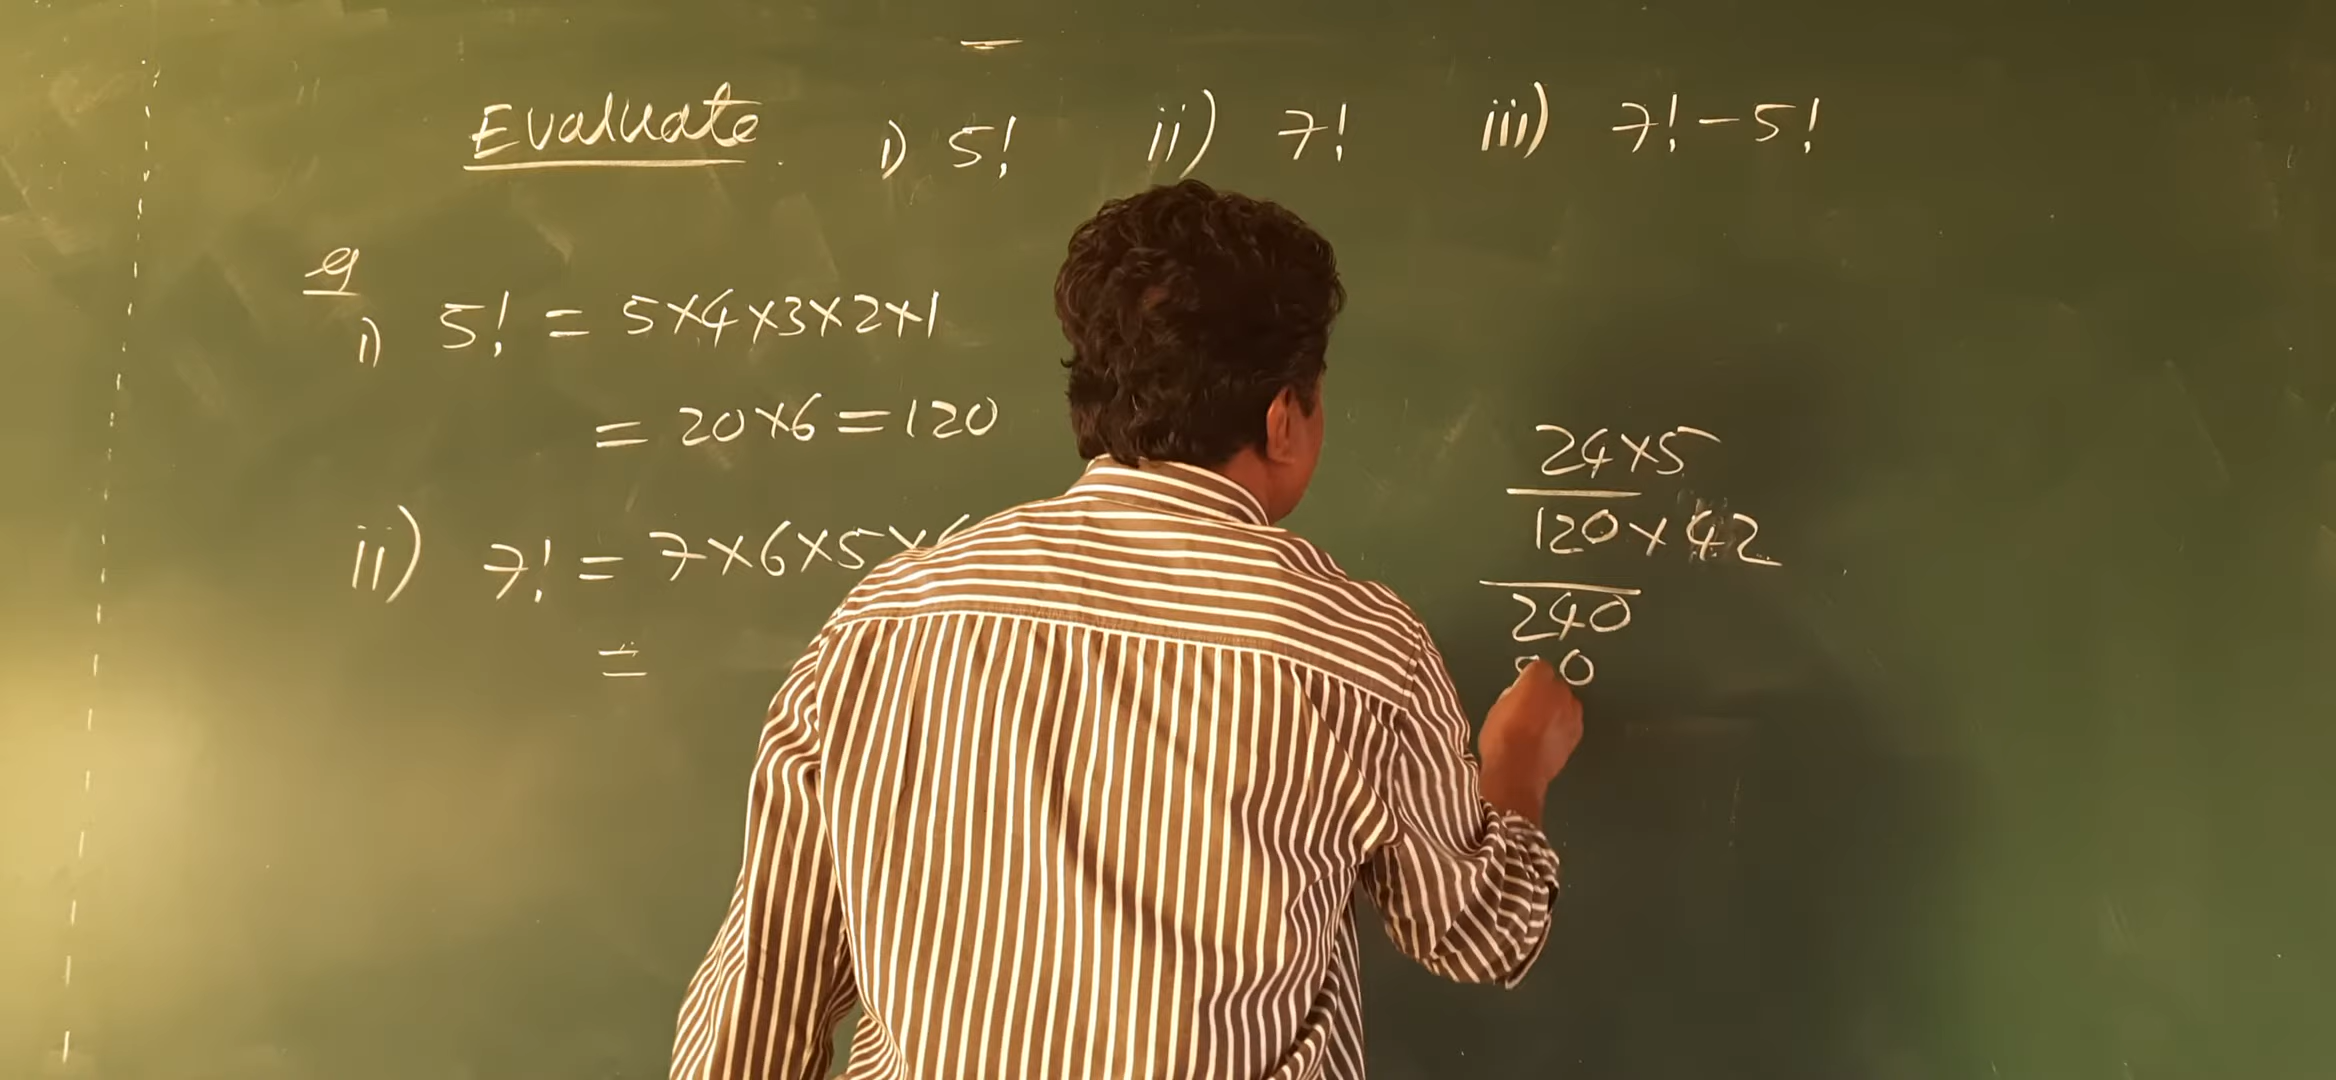 Evaluate i) 5! ii) 7! iii) 7! - 5!
i) 5! = 5×4×3×2×1
= 20×6 = 120
ii) 7! = 7×6×5×
=
24×5
120×42
240
80